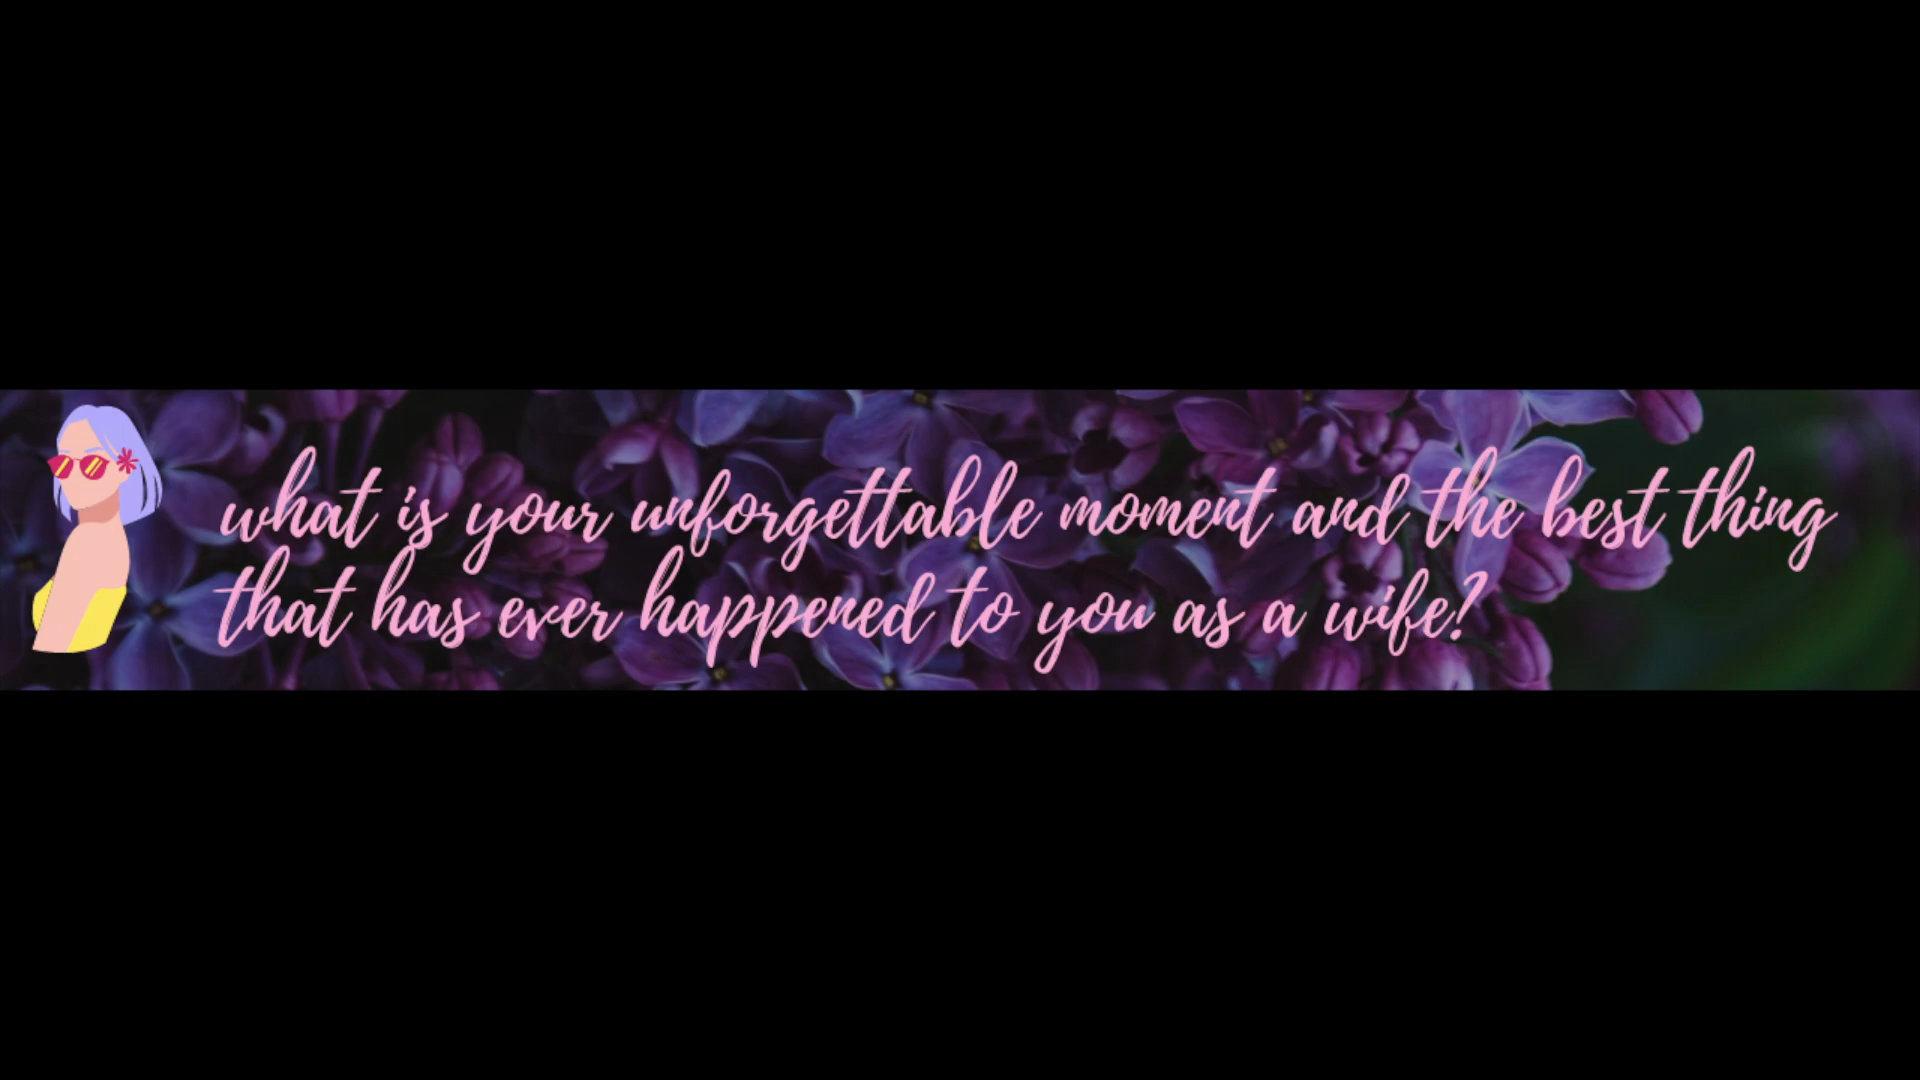 what is your unforgettable moment and the best thing
that has ever happened to you as a wife?